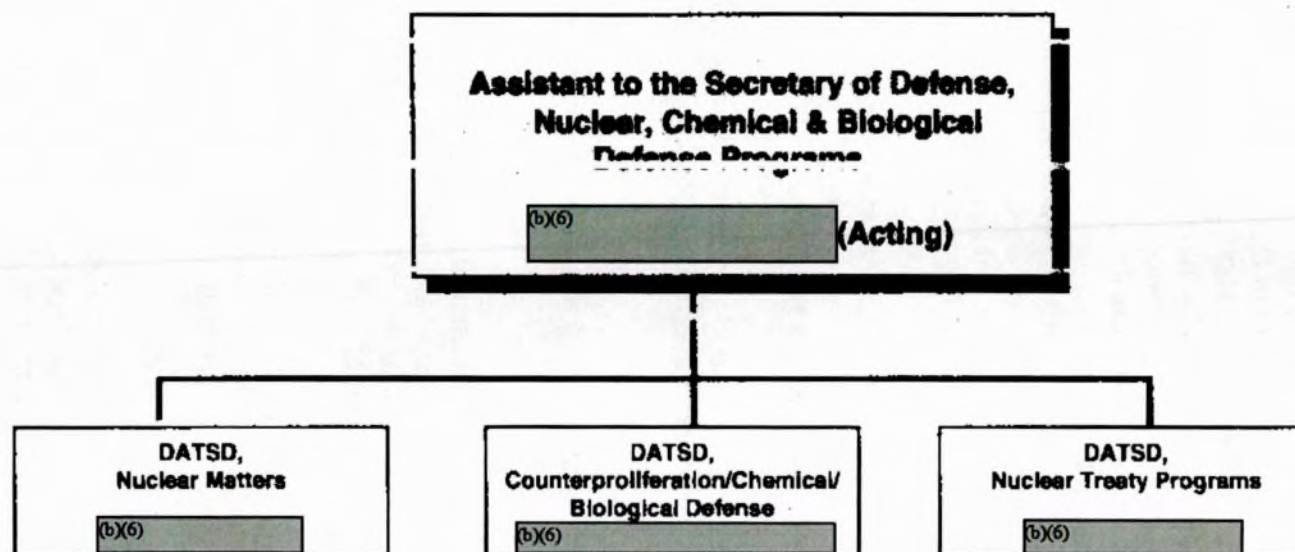 Assistant to the Secretary of Defense,
Nuclear, Chemical & Biological
Defense Programs
(b)(6) (Acting)
DATSD,
Nuclear Matters
(b)(6)
DATSD,
Counterproliferation/Chemical/
Biological Defense
(b)(6)
DATSD,
Nuclear Treaty Programs
(b)(6)